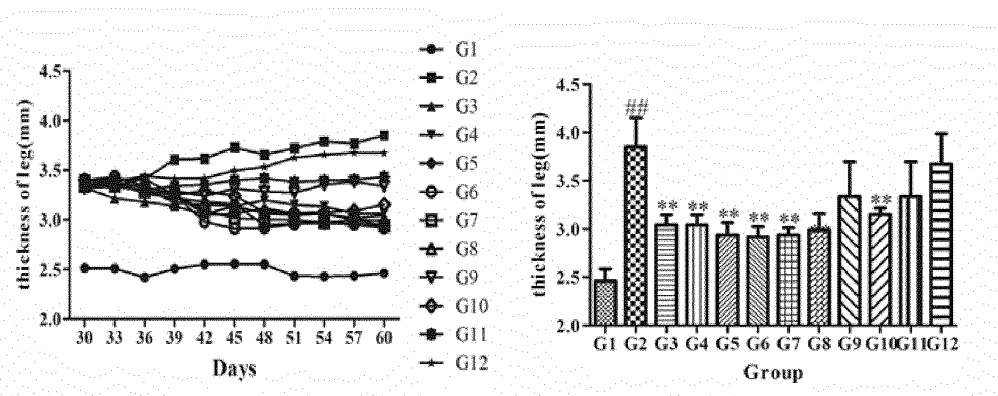 thickness of leg(mm)
4.5
4.0
3.5
3.0
2.5
2.0
30 33 36 39 42 45 48 51 54 57 60
Days
G1
G2
G3
G4
G5
G6
G7
G8
G9
G10
G11
G12
thickness of leg(mm)
4.5
4.0
3.5
3.0
2.5
2.0
##
** ** ** ** ** **
G1 G2 G3 G4 G5 G6 G7 G8 G9 G10 G11 G12
Group